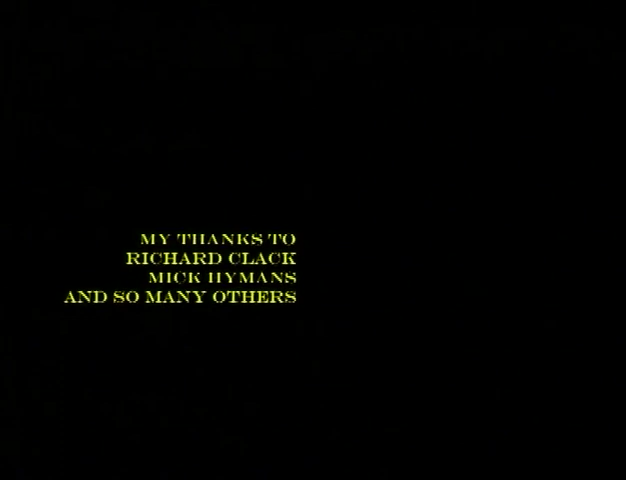 MY THANKS TO
RICHARD CLACK
MICK HYMANS
AND SO MANY OTHERS